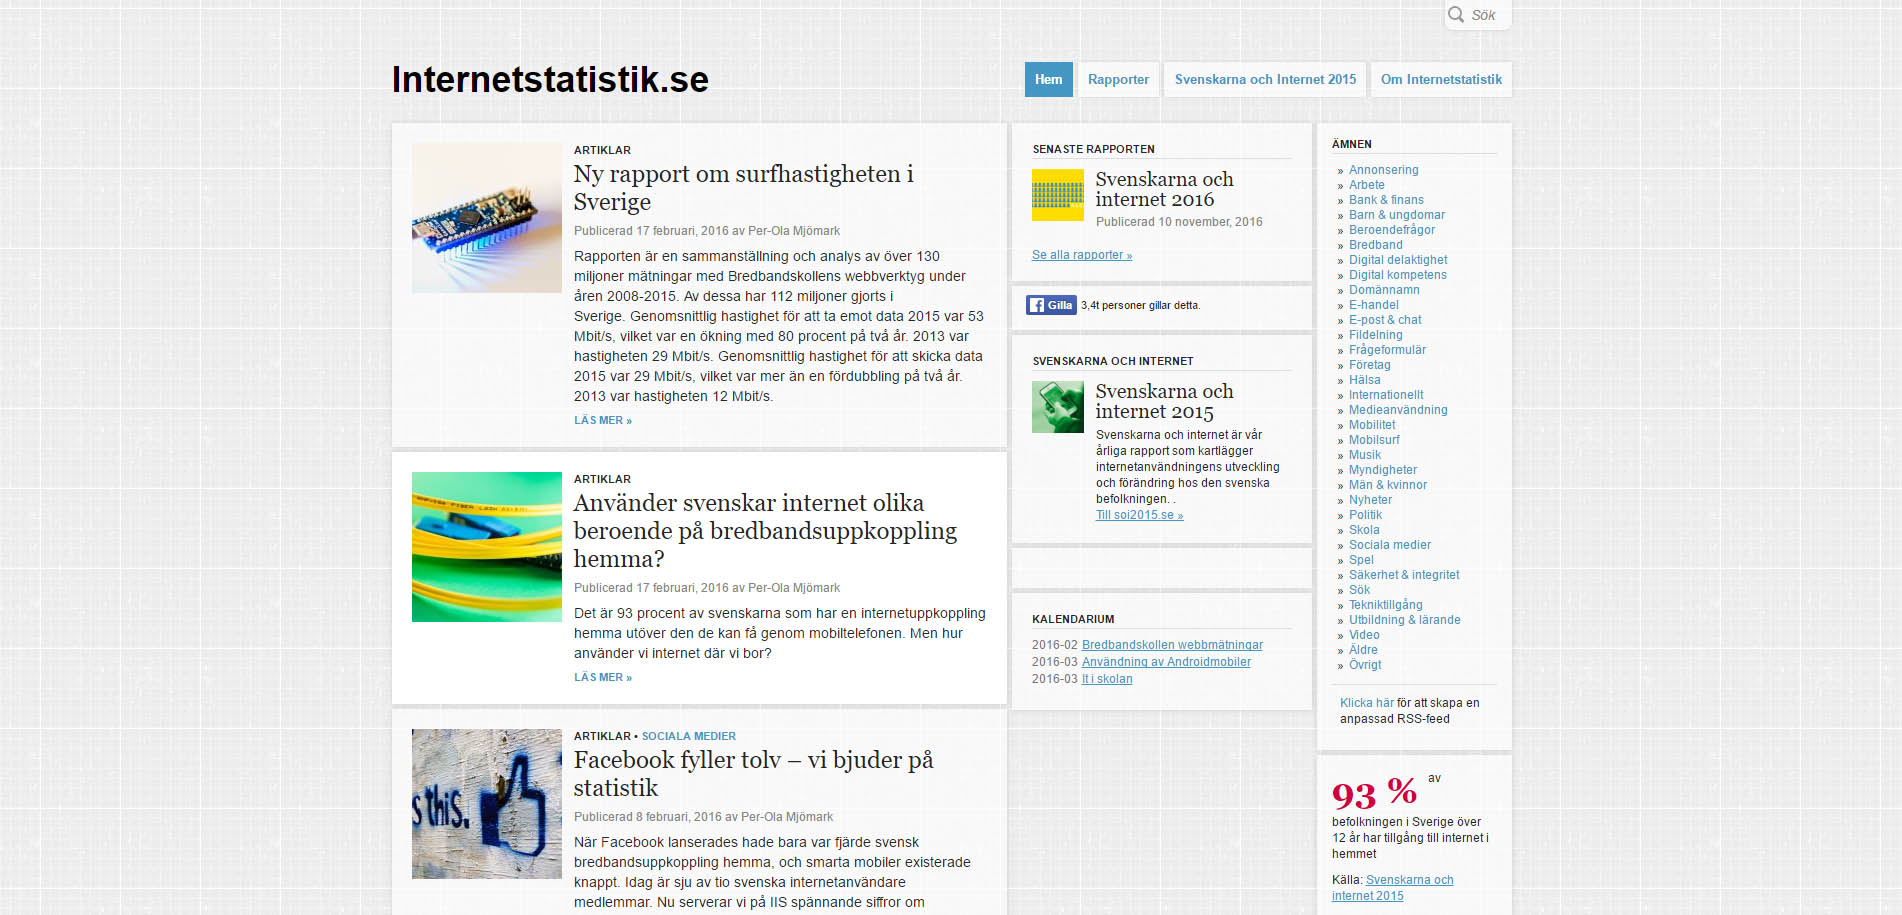 Sök
Internetstatistik.se
Hem
Rapporter
Svenskarna och Internet 2015
Om Internetstatistik
ARTIKLAR
Ny rapport om surfhastigheten i
Sverige
Publicerad 17 februari, 2016 av Per-Ola Mjömark
Rapporten är en sammanställning och analys av över 130
miljoner mätningar med Bredbandskollens webbverktyg under
åren 2008-2015. Av dessa har 112 miljoner gjorts i
Sverige. Genomsnittlig hastighet för att ta emot data 2015 var 53
Mbit/s, vilket var en ökning med 80 procent på två år. 2013 var
hastigheten 29 Mbit/s. Genomsnittlig hastighet för att skicka data
2015 var 29 Mbit/s, vilket var mer än en fördubbling på två år.
2013 var hastigheten 12 Mbit/s.
LÄS MER »
ARTIKLAR
Använder svenskar internet olika
beroende på bredbandsuppkoppling
hemma?
Publicerad 17 februari, 2016 av Per-Ola Mjömark
Det är 93 procent av svenskarna som har en internetuppkoppling
hemma utöver den de kan få genom mobiltelefonen. Men hur
använder vi internet där vi bor?
LÄS MER »
s this.
ARTIKLAR • SOCIALA MEDIER
Facebook fyller tolv – vi bjuder på
statistik
Publicerad 8 februari, 2016 av Per-Ola Mjömark
När Facebook lanserades hade bara var fjärde svensk
bredbandsuppkoppling hemma, och smarta mobiler existerade
knappt. Idag är sju av tio svenska internetanvändare
medlemmar. Nu serverar vi på IIS spännande siffror om
SENASTE RAPPORTEN
Svenskarna och
internet 2016
Publicerad 10 november, 2016
Se alla rapporter »
Gilla 3,4t personer gillar detta.
SVENSKARNA OCH INTERNET
Svenskarna och
internet 2015
Svenskarna och internet är vår
årliga rapport som kartlägger
internetanvändningens utveckling
och förändring hos den svenska
befolkningen. .
Till soi2015.se »
KALENDARIUM
2016-02 Bredbandskollen webbmätningar
2016-03 Användning av Androidmobiler
2016-03 It i skolan
ÄMNEN
» Annonsering
» Arbete
» Bank & finans
» Barn & ungdomar
» Beroendefrågor
» Bredband
» Digital delaktighet
» Digital kompetens
» Domännamn
» E-handel
» E-post & chat
» Fildelning
» Frågeformulär
» Företag
» Hälsa
» Internationellt
» Medieanvändning
» Mobilitet
» Mobilsurf
» Musik
» Myndigheter
» Män & kvinnor
» Nyheter
» Politik
» Skola
» Sociala medier
» Spel
» Säkerhet & integritet
» Sök
» Tekniktillgång
» Utbildning & lärande
» Video
» Äldre
» Övrigt
Klicka här för att skapa en
anpassad RSS-feed
93 % av
befolkningen i Sverige över
12 år har tillgång till internet i
hemmet
Källa: Svenskarna och
internet 2015